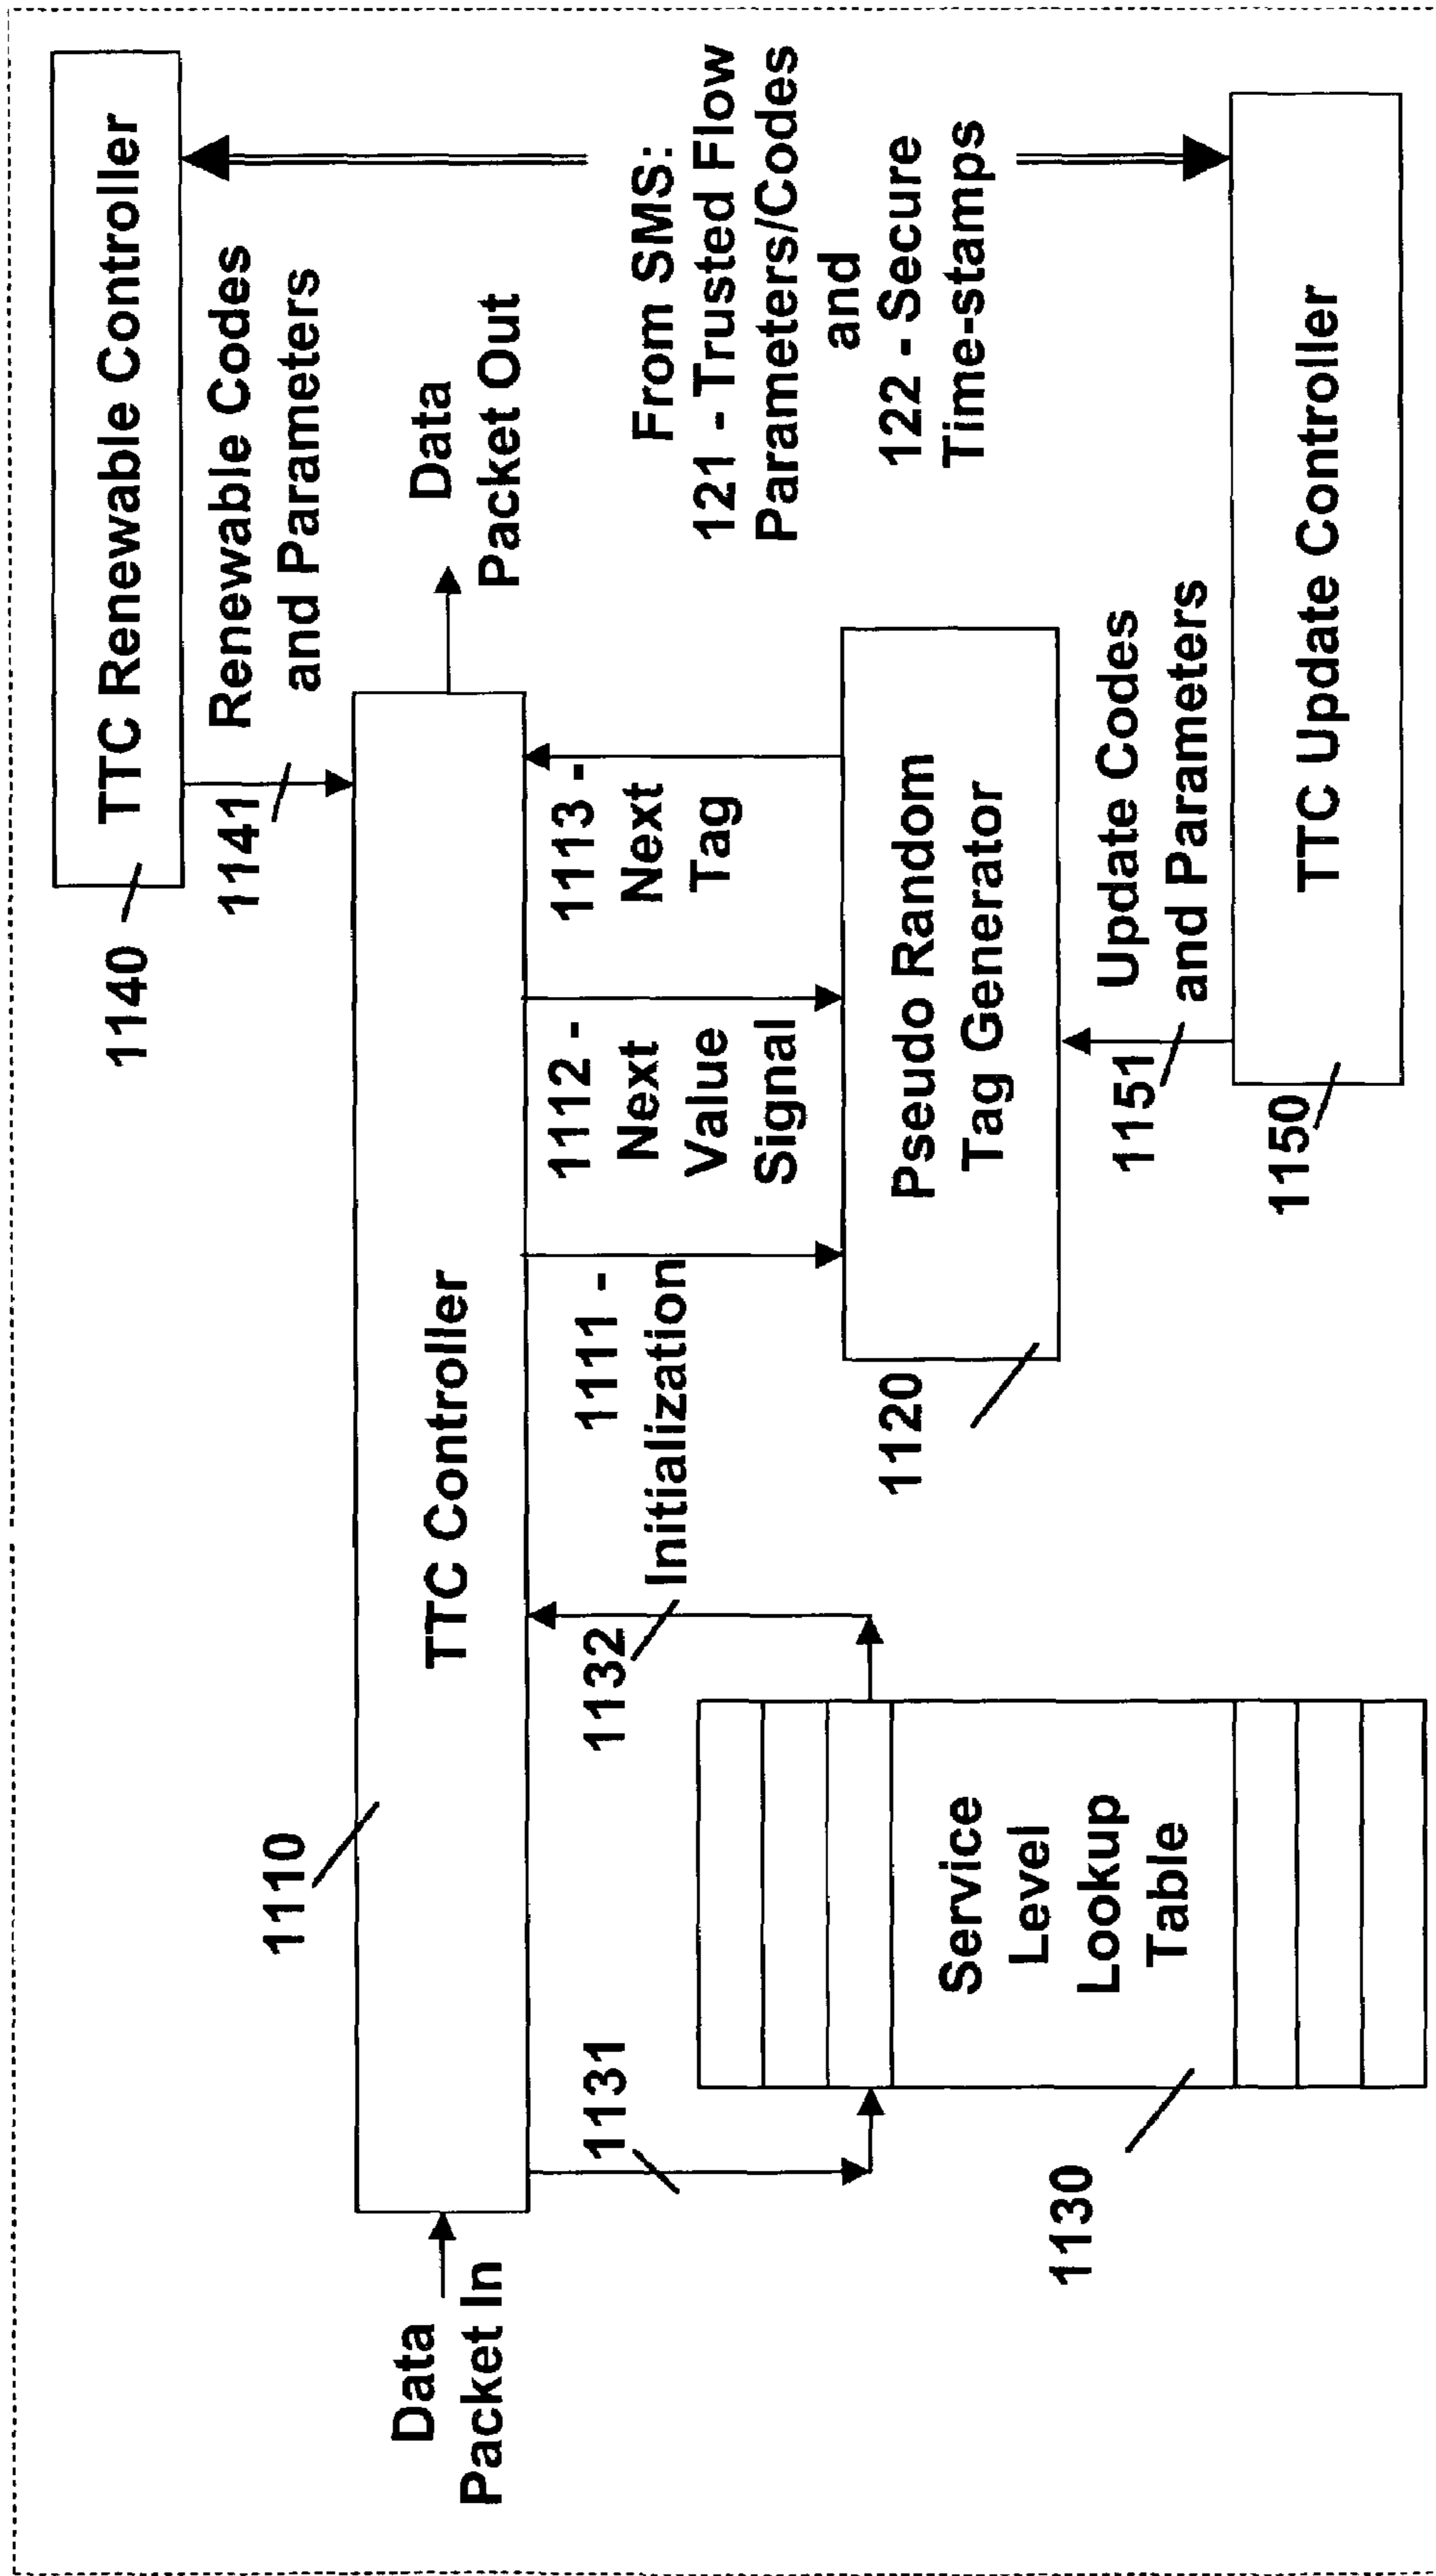 TTC Renewable Controller
1140
1141
Renewable Codes
and Parameters
1110
TTC Controller
Data
Packet In
Data
Packet Out
1131
1132
1111 -
Initialization
1112 -
Next
Value
Signal
1113 -
Next
Tag
From SMS:
121 - Trusted Flow
Parameters/Codes
and
122 - Secure
Time-stamps
Service
Level
Lookup
Table
1130
1120
Pseudo Random
Tag Generator
1151
Update Codes
and Parameters
1150
TTC Update Controller